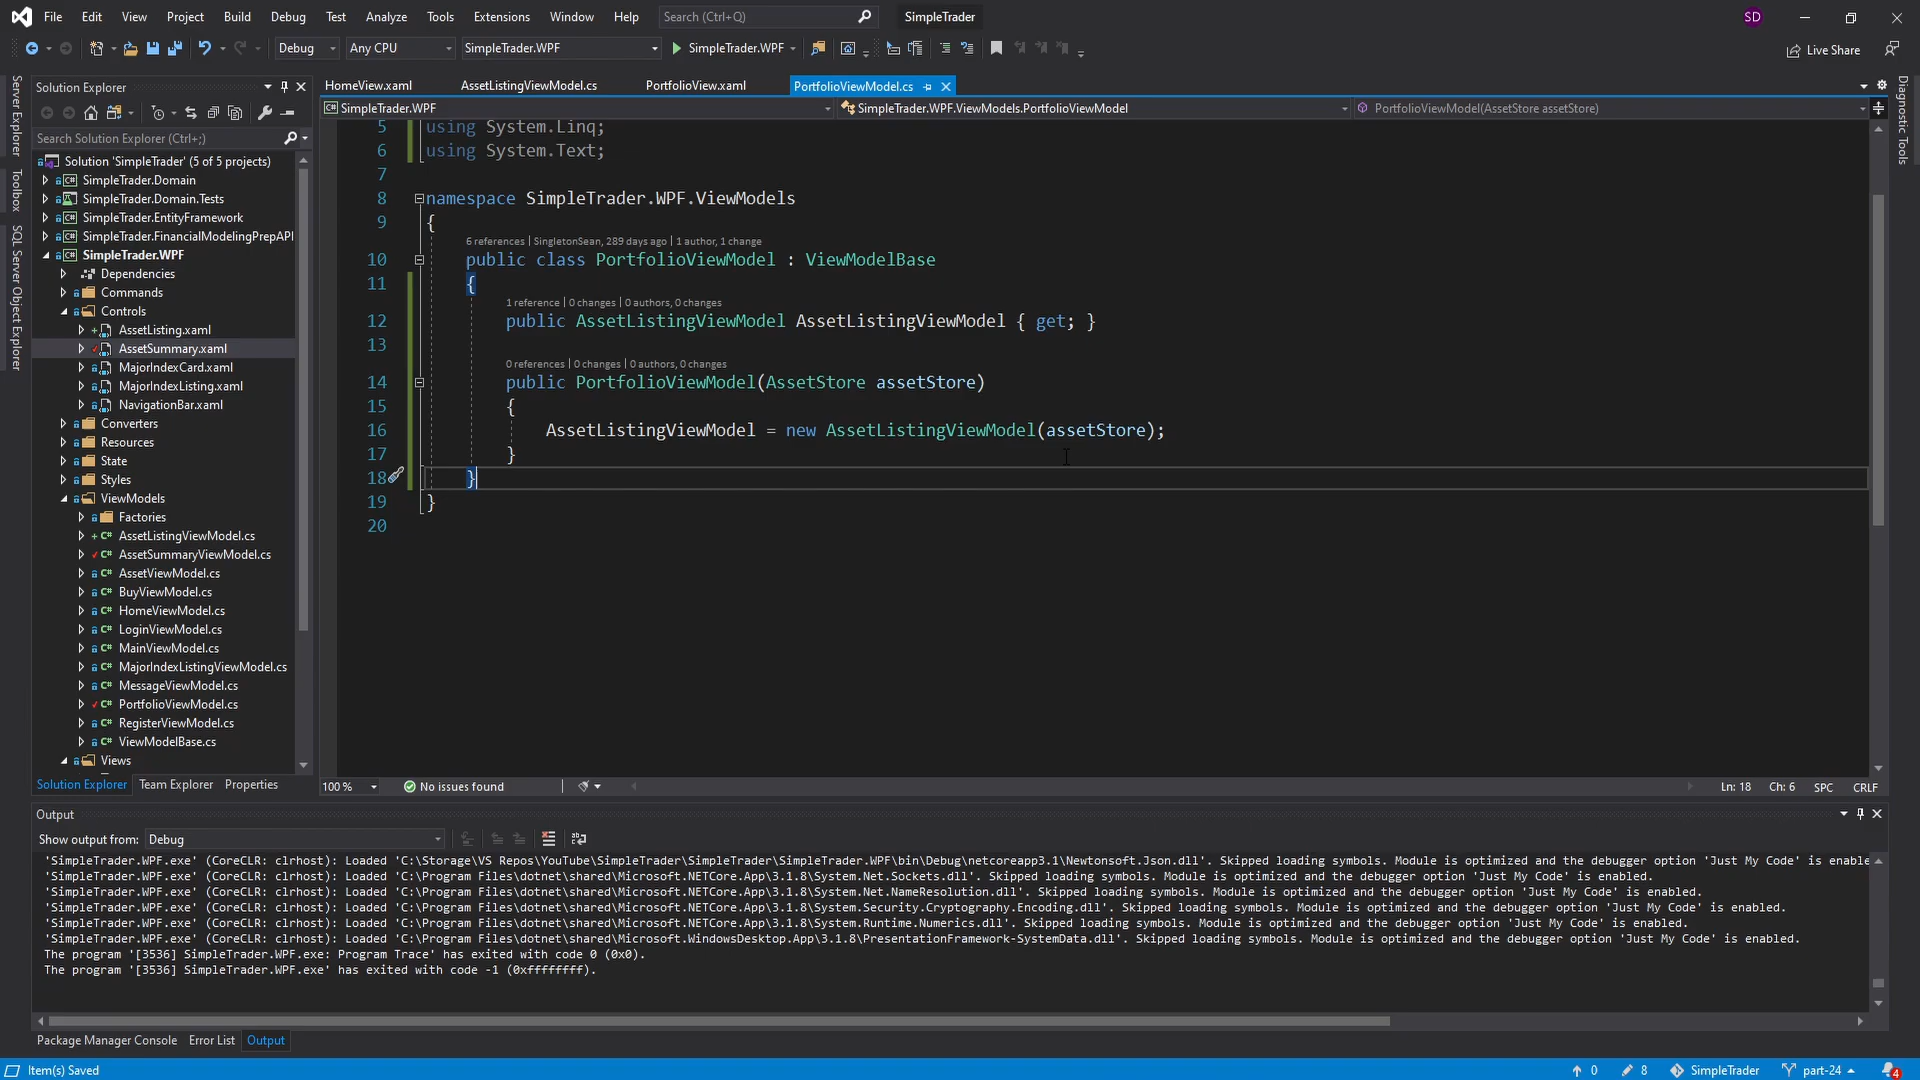 File Edit View Project Build Debug Test Analyze Tools Extensions Window Help Search (Ctrl+Q) SimpleTrader SD
Debug Any CPU SimpleTrader.WPF SimpleTrader.WPF Live Share
Server Explorer
Toolbox
SQL Server Object Explorer
Solution Explorer
Search Solution Explorer (Ctrl+;)
Solution 'SimpleTrader' (5 of 5 projects)
SimpleTrader.Domain
SimpleTrader.Domain.Tests
SimpleTrader.EntityFramework
SimpleTrader.FinancialModelingPrepAPI
SimpleTrader.WPF
Dependencies
Commands
Controls
AssetListing.xaml
AssetSummary.xaml
MajorIndexCard.xaml
MajorIndexListing.xaml
NavigationBar.xaml
Converters
Resources
State
Styles
ViewModels
Factories
AssetListingViewModel.cs
AssetSummaryViewModel.cs
AssetViewModel.cs
BuyViewModel.cs
HomeViewModel.cs
LoginViewModel.cs
MainViewModel.cs
MajorIndexListingViewModel.cs
MessageViewModel.cs
PortfolioViewModel.cs
RegisterViewModel.cs
ViewModelBase.cs
Views
Solution Explorer Team Explorer Properties
HomeView.xaml AssetListingViewModel.cs PortfolioView.xaml PortfolioViewModel.cs
SimpleTrader.WPF SimpleTrader.WPF.ViewModels.PortfolioViewModel PortfolioViewModel(AssetStore assetStore)
5 using System.Linq;
6 using System.Text;
7
8 namespace SimpleTrader.WPF.ViewModels
9 {
6 references | SingletonSean, 289 days ago | 1 author, 1 change
10 public class PortfolioViewModel : ViewModelBase
11 {
1 reference | 0 changes | 0 authors, 0 changes
12 public AssetListingViewModel AssetListingViewModel { get; }
13
0 references | 0 changes | 0 authors, 0 changes
14 public PortfolioViewModel(AssetStore assetStore)
15 {
16 AssetListingViewModel = new AssetListingViewModel(assetStore);
17 }
18 }
19 }
20
100 % No issues found Ln: 18 Ch: 6 SPC CRLF
Diagnostic Tools
Output
Show output from: Debug
'SimpleTrader.WPF.exe' (CoreCLR: clrhost): Loaded 'C:\Storage\VS Repos\YouTube\SimpleTrader\SimpleTrader\SimpleTrader.WPF\bin\Debug\netcoreapp3.1\Newtonsoft.Json.dll'. Skipped loading symbols. Module is optimized and the debugger option 'Just My Code' is enable
'SimpleTrader.WPF.exe' (CoreCLR: clrhost): Loaded 'C:\Program Files\dotnet\shared\Microsoft.NETCore.App\3.1.8\System.Net.Sockets.dll'. Skipped loading symbols. Module is optimized and the debugger option 'Just My Code' is enabled.
'SimpleTrader.WPF.exe' (CoreCLR: clrhost): Loaded 'C:\Program Files\dotnet\shared\Microsoft.NETCore.App\3.1.8\System.Net.NameResolution.dll'. Skipped loading symbols. Module is optimized and the debugger option 'Just My Code' is enabled.
'SimpleTrader.WPF.exe' (CoreCLR: clrhost): Loaded 'C:\Program Files\dotnet\shared\Microsoft.NETCore.App\3.1.8\System.Security.Cryptography.Encoding.dll'. Skipped loading symbols. Module is optimized and the debugger option 'Just My Code' is enabled.
'SimpleTrader.WPF.exe' (CoreCLR: clrhost): Loaded 'C:\Program Files\dotnet\shared\Microsoft.NETCore.App\3.1.8\System.Runtime.Numerics.dll'. Skipped loading symbols. Module is optimized and the debugger option 'Just My Code' is enabled.
'SimpleTrader.WPF.exe' (CoreCLR: clrhost): Loaded 'C:\Program Files\dotnet\shared\Microsoft.WindowsDesktop.App\3.1.8\PresentationFramework-SystemData.dll'. Skipped loading symbols. Module is optimized and the debugger option 'Just My Code' is enabled.
The program '[3536] SimpleTrader.WPF.exe: Program Trace' has exited with code 0 (0x0).
The program '[3536] SimpleTrader.WPF.exe' has exited with code -1 (0xffffffff).
Package Manager Console Error List Output
Item(s) Saved 0 8 SimpleTrader part-24 4